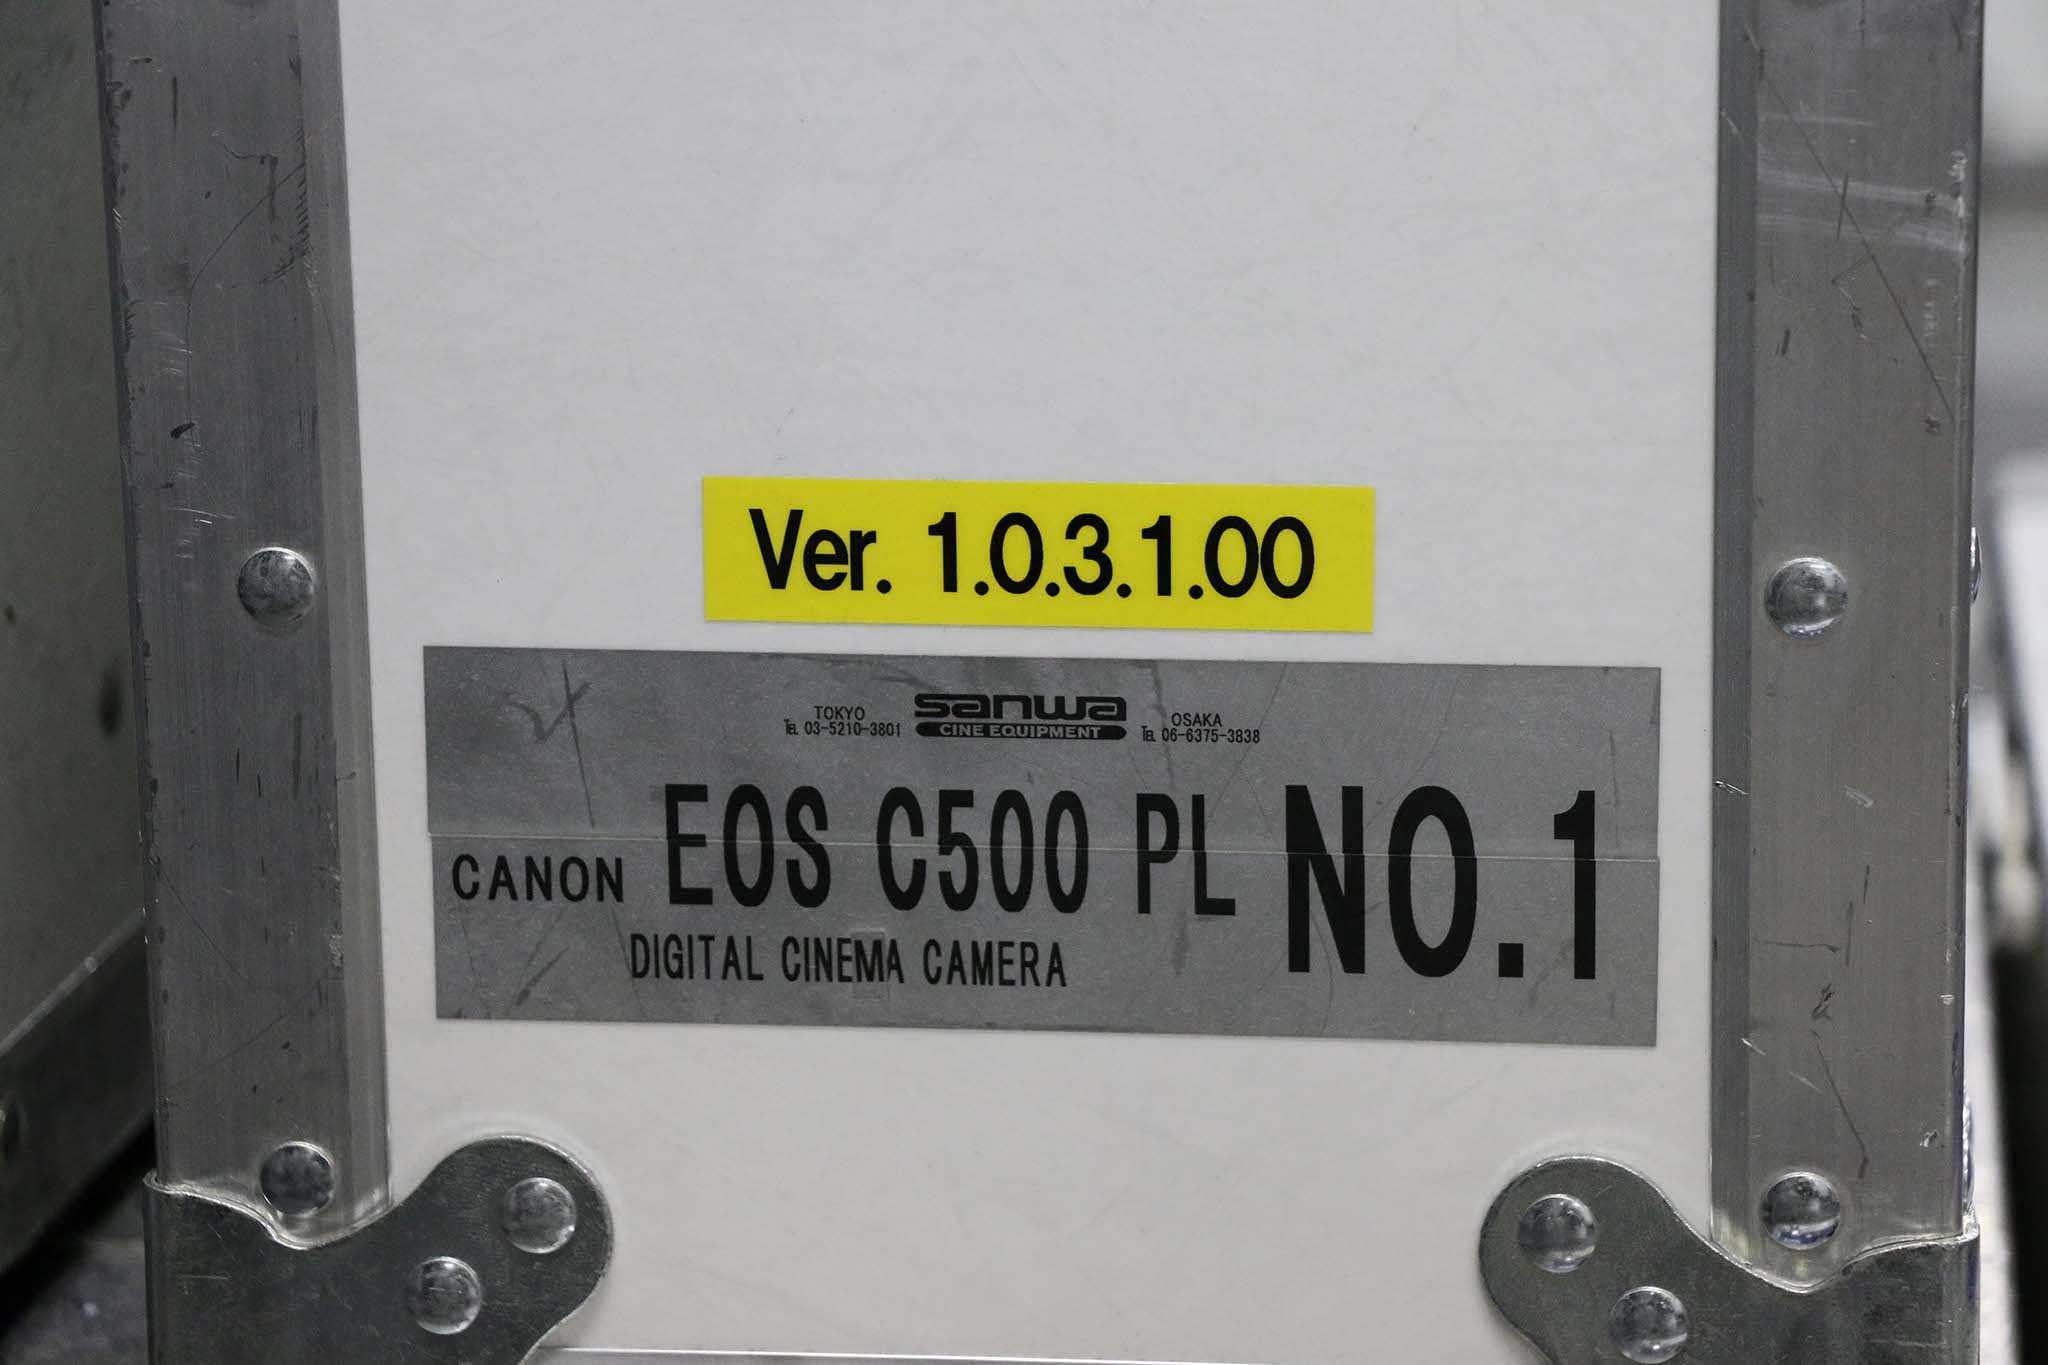 Ver. 1.0.3.1.00
TOKYO
℡ 03-5210-3801
sanwa
CINE EQUIPMENT
OSAKA
℡ 06-6375-3838
CANON EOS C500 PL NO.1
DIGITAL CINEMA CAMERA